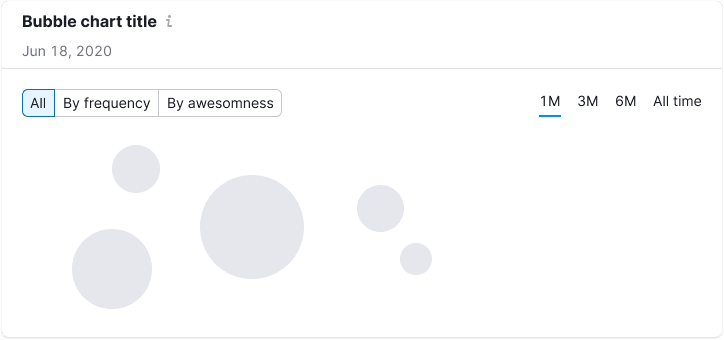 Bubble chart title i
Jun 18, 2020
All By frequency By awesomness 1M 3M 6M All time